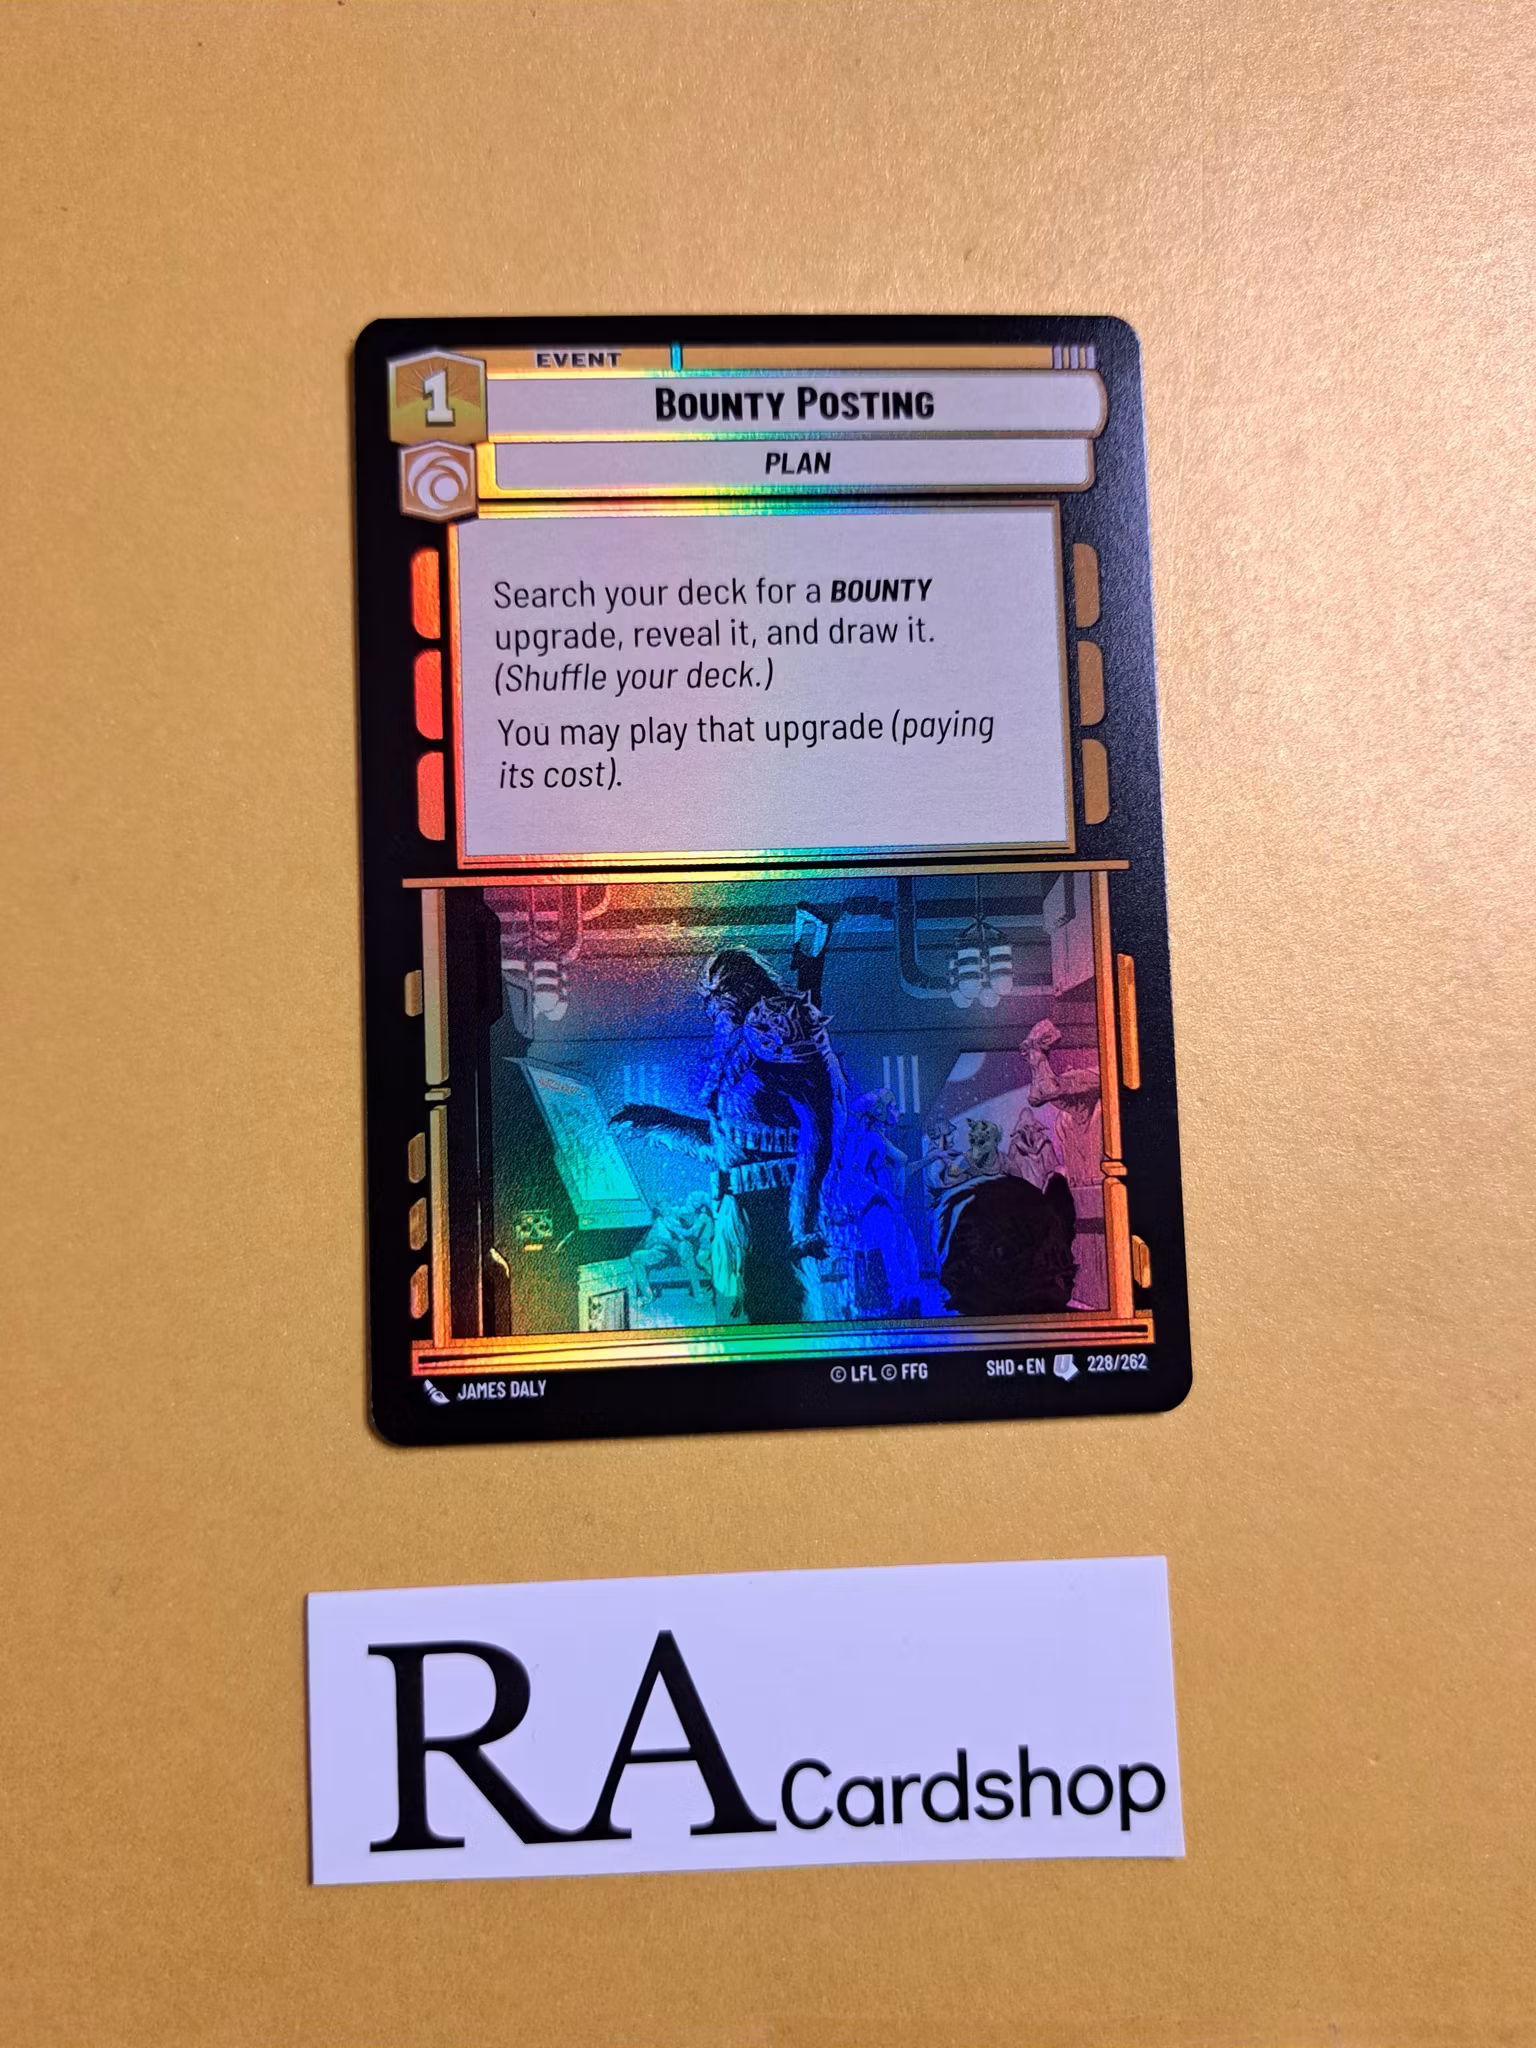 EVENT
1
BOUNTY POSTING
PLAN
Search your deck for a BOUNTY
upgrade, reveal it, and draw it.
(Shuffle your deck.)
You may play that upgrade (paying
its cost).
JAMES DALY
© LFL © FFG
SHD • EN U 228/262
RA Cardshop